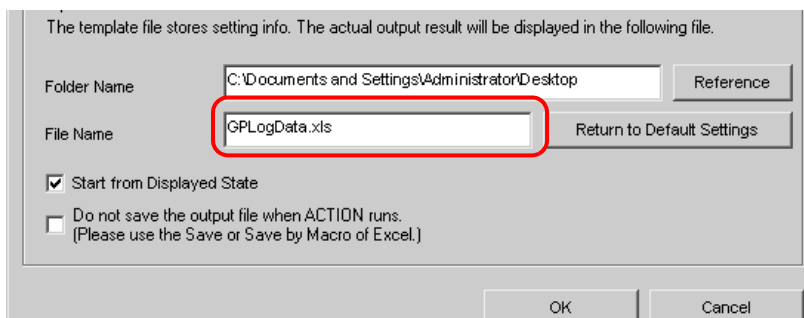 The template file stores setting info. The actual output result will be displayed in the following file.
Folder Name C:\Documents and Settings\Administrator\Desktop Reference
File Name GPLogData.xls Return to Default Settings
Start from Displayed State
Do not save the output file when ACTION runs.
(Please use the Save or Save by Macro of Excel.)
OK Cancel